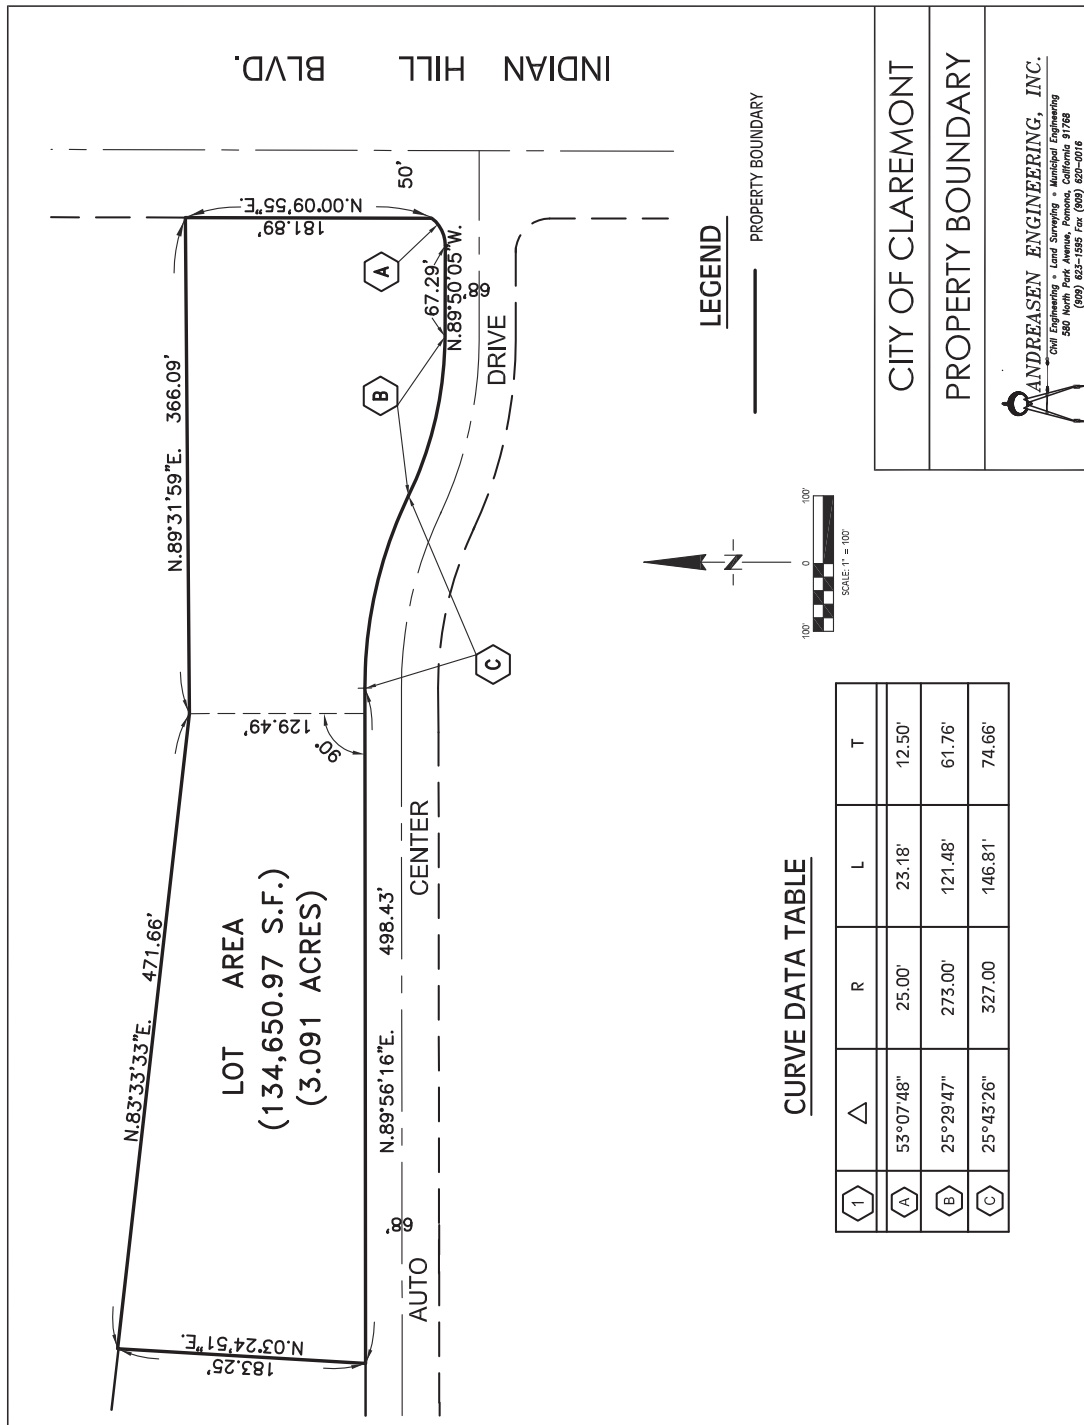 INDIAN HILL BLVD.
N.83°33'33"E. 471.66'
N.89°31'59"E. 366.09'
N.00°09'55"E.
181.89'
50'
129.49'
90°
LOT AREA
(134,650.97 S.F.)
(3.091 ACRES)
N.03°24'51"E.
183.25'
N.89°56'16"E. 498.43'
67.29'
N.89°50'05"W.
A
B
C
68'
68'
AUTO CENTER DRIVE
LEGEND
PROPERTY BOUNDARY
N
100' 0 100'
SCALE: 1" = 100'
CURVE DATA TABLE
1 △ R L T
A 53°07'48" 25.00' 23.18' 12.50'
B 25°29'47" 273.00' 121.48' 61.76'
C 25°43'26" 327.00 146.81' 74.66'
CITY OF CLAREMONT
PROPERTY BOUNDARY
ANDREASEN ENGINEERING, INC.
Civil Engineering • Land Surveying • Municipal Engineering
580 North Park Avenue, Pomona, California 91768
(909) 623-1595 Fax (909) 620-0016